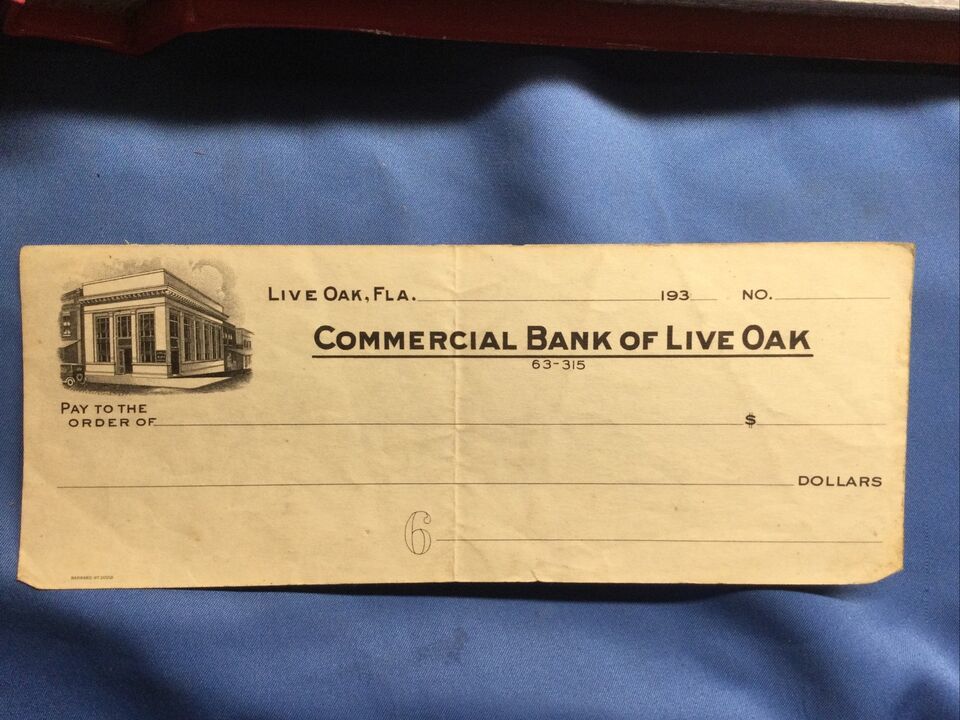 LIVE OAK, FLA. 193 NO.
COMMERCIAL BANK OF LIVE OAK
63-315
PAY TO THE
ORDER OF $
DOLLARS
6